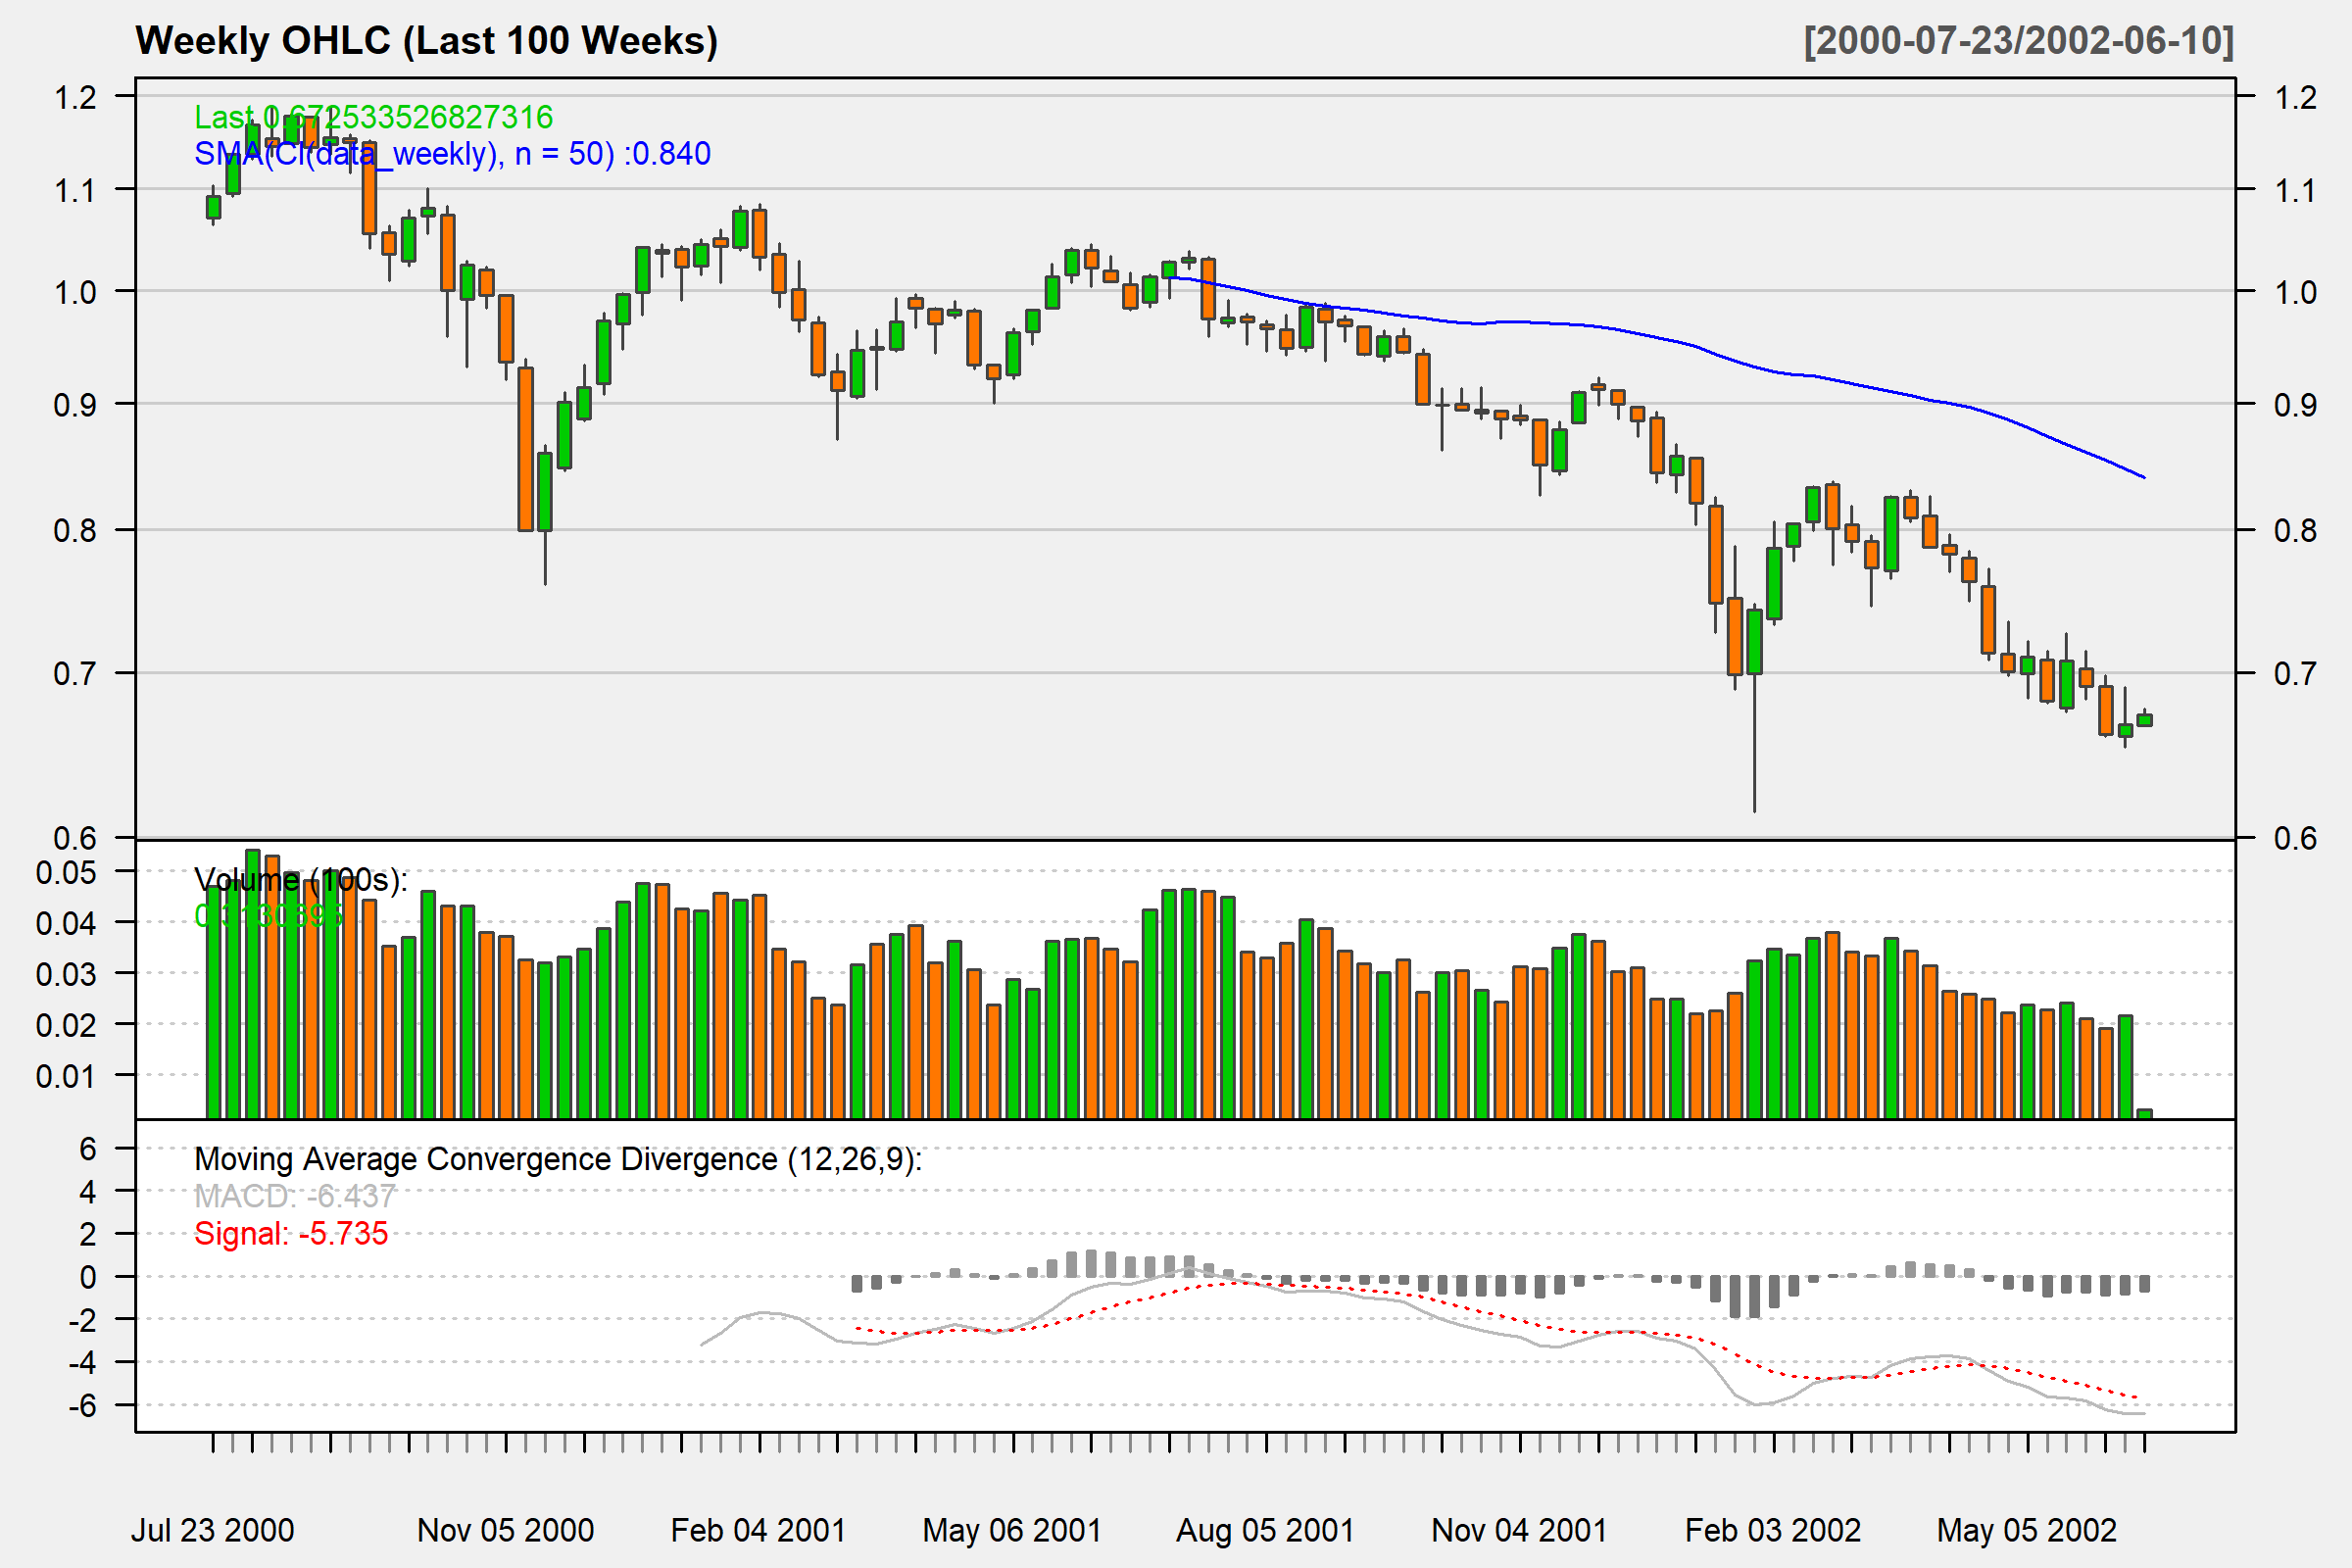 Weekly OHLC (Last 100 Weeks)
[2000-07-23/2002-06-10]
Last 0.672533526827316
SMA(Cl(data_weekly), n = 50) :0.840
1.2
1.1
1.0
0.9
0.8
0.7
0.6
1.2
1.1
1.0
0.9
0.8
0.7
0.6
Volume (100s):
0.05
0.04
0.03
0.02
0.01
Moving Average Convergence Divergence (12,26,9):
MACD: -6.437
Signal: -5.735
6
4
2
0
-2
-4
-6
Jul 23 2000
Nov 05 2000
Feb 04 2001
May 06 2001
Aug 05 2001
Nov 04 2001
Feb 03 2002
May 05 2002